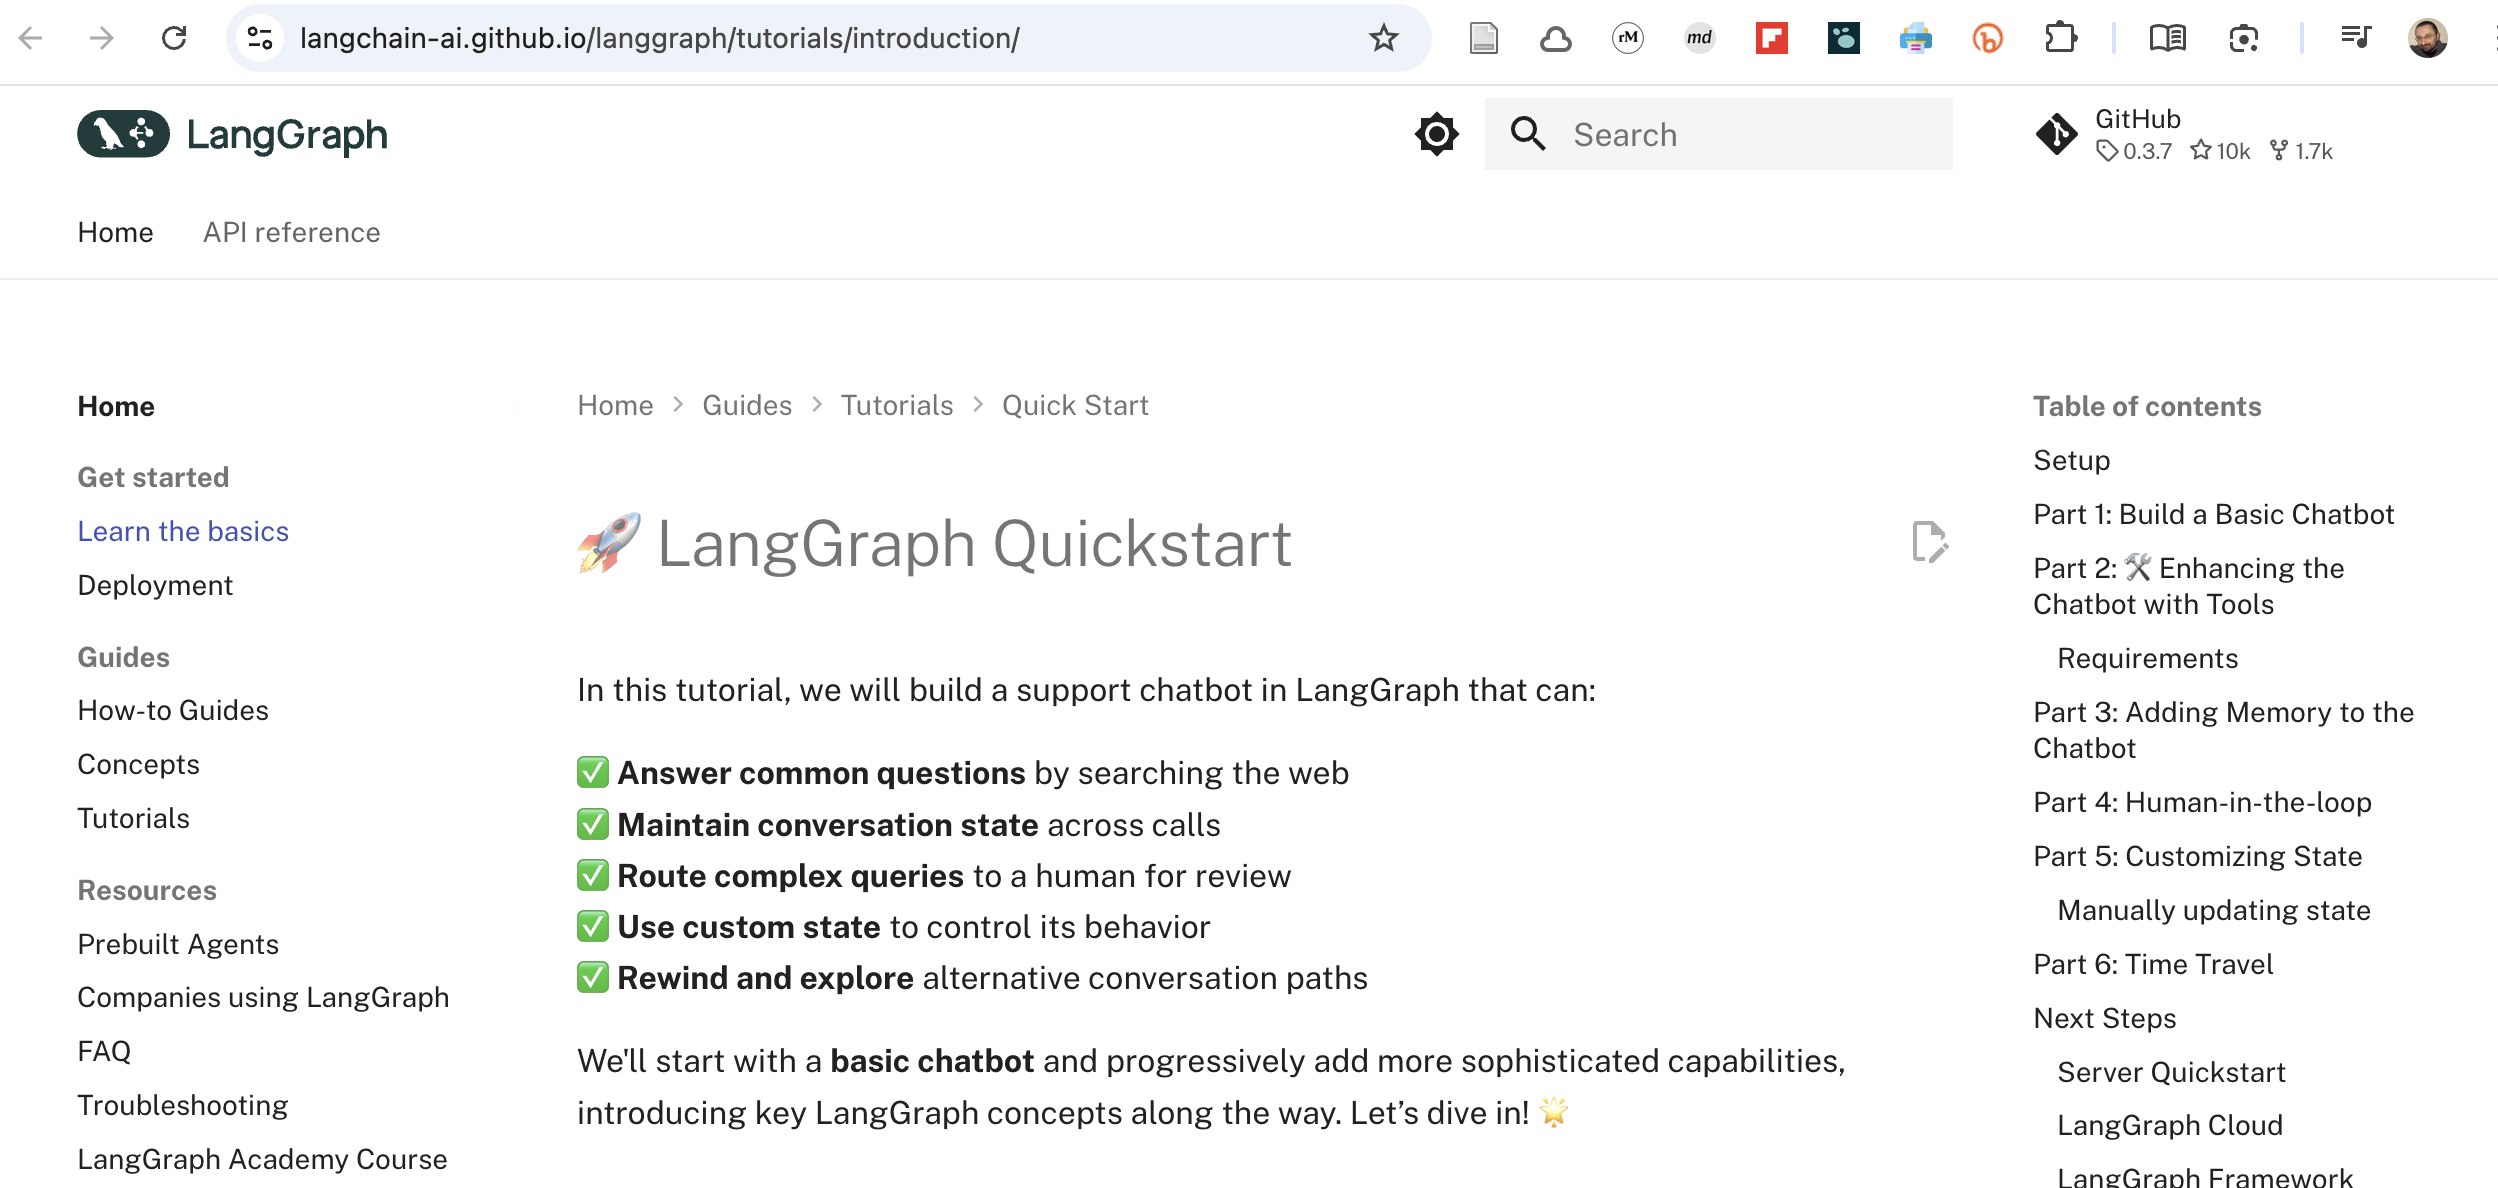 langchain-ai.github.io/langgraph/tutorials/introduction/
rM
md
LangGraph
Search
GitHub
0.3.7 10k 1.7k
Home API reference
Home
Get started
Learn the basics
Deployment
Guides
How-to Guides
Concepts
Tutorials
Resources
Prebuilt Agents
Companies using LangGraph
FAQ
Troubleshooting
LangGraph Academy Course
Home > Guides > Tutorials > Quick Start
🚀 LangGraph Quickstart
In this tutorial, we will build a support chatbot in LangGraph that can:
✅ Answer common questions by searching the web
✅ Maintain conversation state across calls
✅ Route complex queries to a human for review
✅ Use custom state to control its behavior
✅ Rewind and explore alternative conversation paths
We'll start with a basic chatbot and progressively add more sophisticated capabilities,
introducing key LangGraph concepts along the way. Let’s dive in! 🌟
Table of contents
Setup
Part 1: Build a Basic Chatbot
Part 2: 🛠️ Enhancing the
Chatbot with Tools
Requirements
Part 3: Adding Memory to the
Chatbot
Part 4: Human-in-the-loop
Part 5: Customizing State
Manually updating state
Part 6: Time Travel
Next Steps
Server Quickstart
LangGraph Cloud
LangGraph Framework